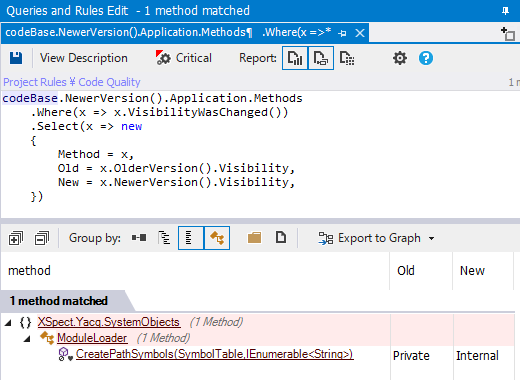 Queries and Rules Edit - 1 method matched
codeBase.NewerVersion().Application.Methods¶ .Where(x =>*
View Description Critical Report:
Project Rules ¥ Code Quality 1 m
codeBase.NewerVersion().Application.Methods
.Where(x => x.VisibilityWasChanged())
.Select(x => new
{
Method = x,
Old = x.OlderVersion().Visibility,
New = x.NewerVersion().Visibility,
})
Group by: Export to Graph
method Old New
1 method matched
{} XSpect.Yacq.SystemObjects (1 Method)
ModuleLoader (1 Method)
CreatePathSymbols(SymbolTable,IEnumerable<String>) Private Internal